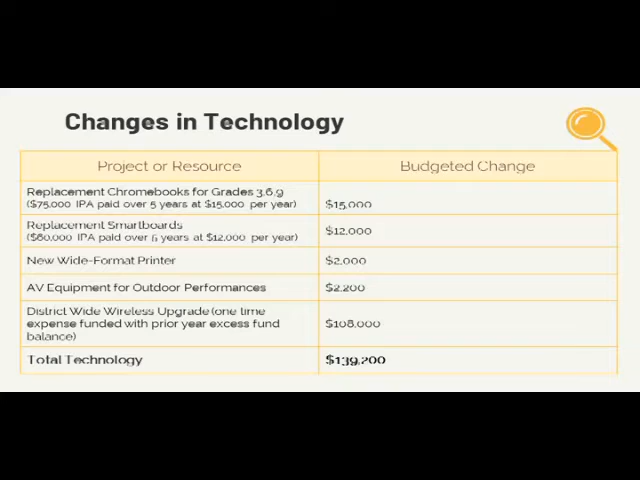 Changes in Technology
Project or Resource
Budgeted Change
Replacement Chromebooks for Grades 3,6,9
($75,000 IPA paid over 5 years at $15,000 per year)
$15,000
Replacement Smartboards
($60,000 IPA paid over 5 years at $12,000 per year)
$12,000
New Wide-Format Printer
$2,000
AV Equipment for Outdoor Performances
$2,200
District Wide Wireless Upgrade (one time
expense funded with prior year excess fund
balance)
$108,000
Total Technology
$139,200